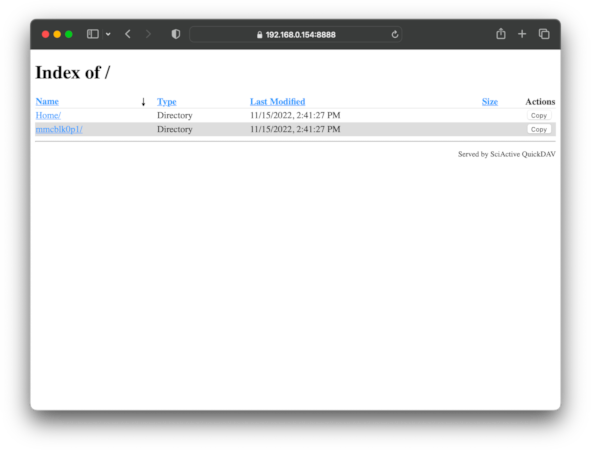 192.168.0.154:8888
Index of /
Name ↓ Type Last Modified Size Actions
Home/ Directory 11/15/2022, 2:41:27 PM Copy
mmcblk0p1/ Directory 11/15/2022, 2:41:27 PM Copy
Served by SciActive QuickDAV